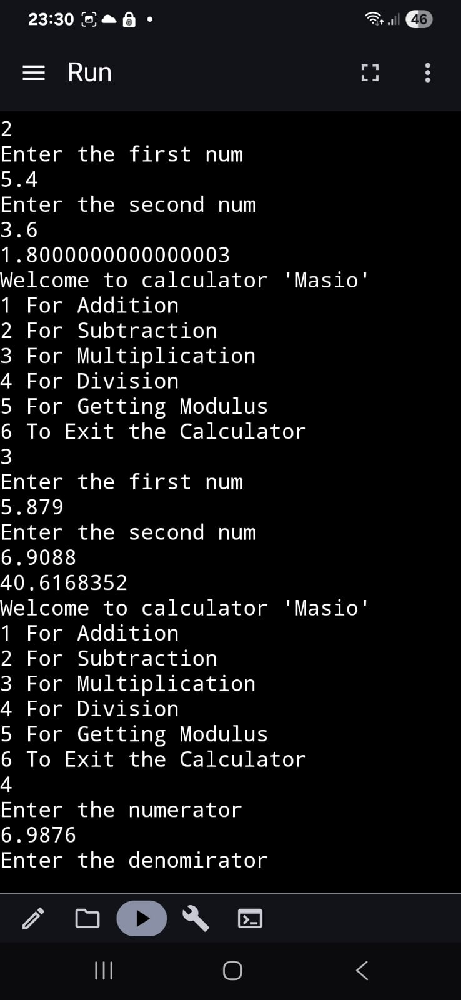 23:30
46
Run
2
Enter the first num
5.4
Enter the second num
3.6
1.8000000000000003
Welcome to calculator 'Masio'
1 For Addition
2 For Subtraction
3 For Multiplication
4 For Division
5 For Getting Modulus
6 To Exit the Calculator
3
Enter the first num
5.879
Enter the second num
6.9088
40.6168352
Welcome to calculator 'Masio'
1 For Addition
2 For Subtraction
3 For Multiplication
4 For Division
5 For Getting Modulus
6 To Exit the Calculator
4
Enter the numerator
6.9876
Enter the denomirator